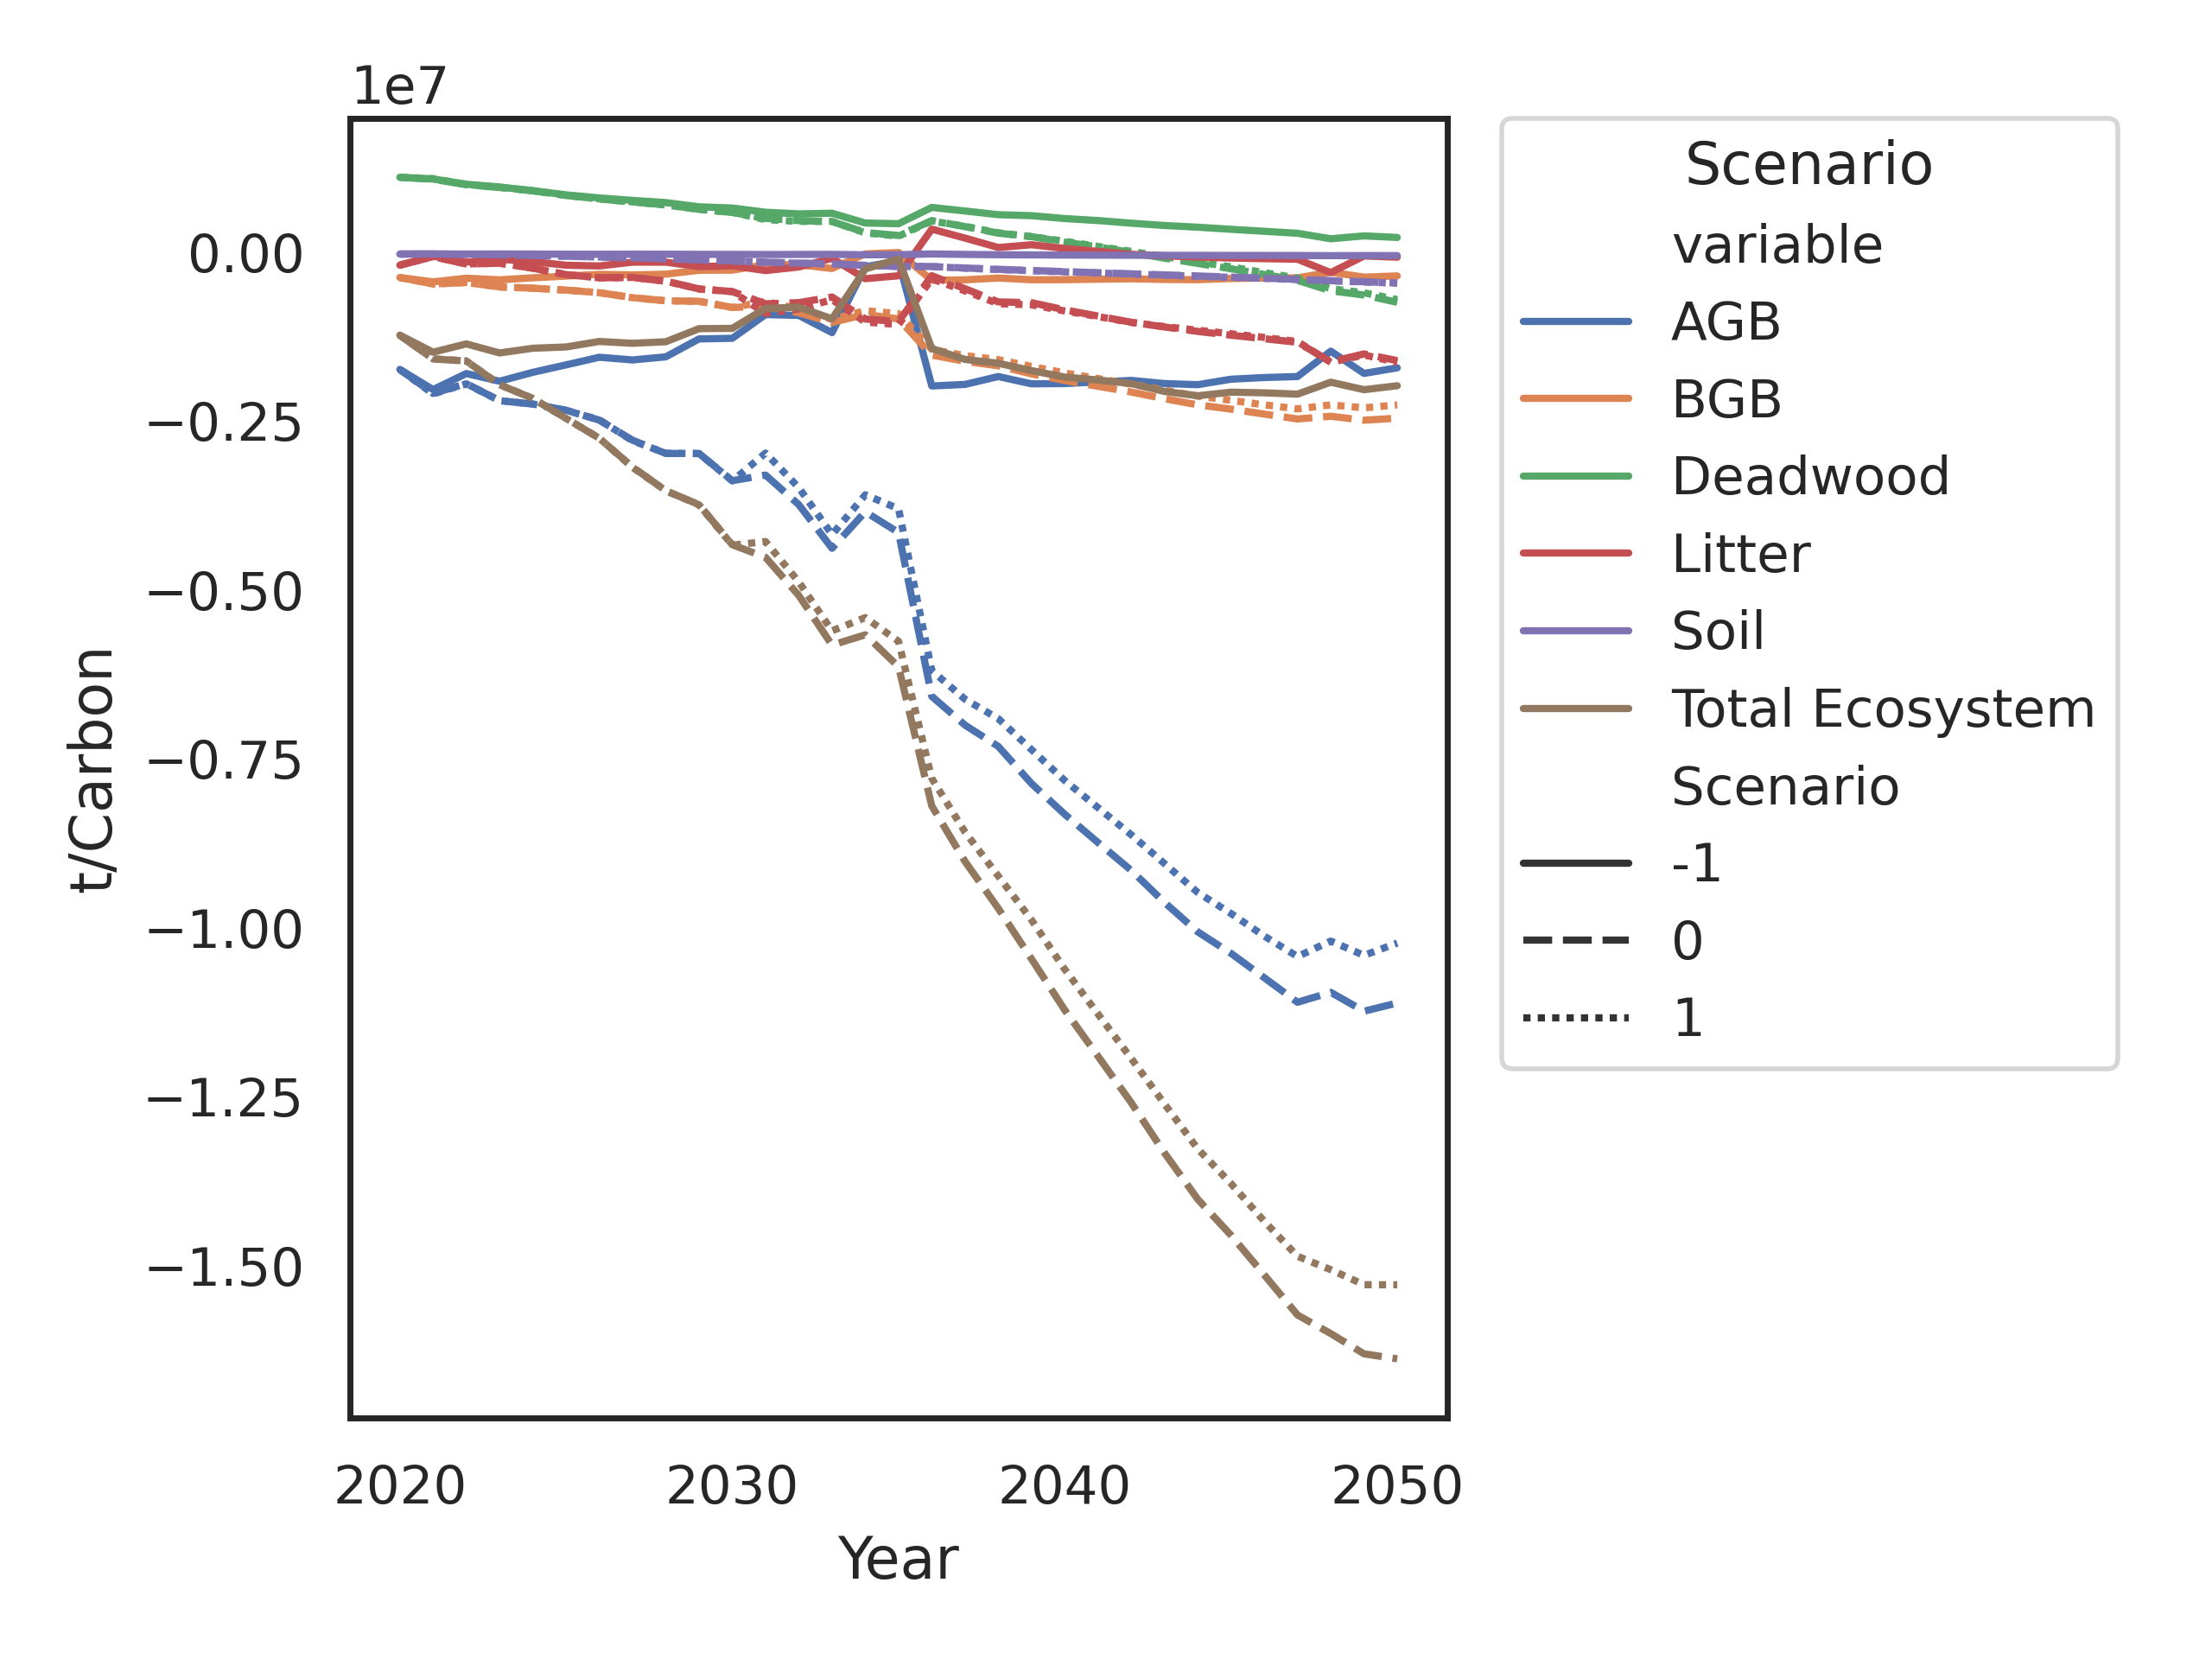 1e7
0.00
−0.25
−0.50
−0.75
−1.00
−1.25
−1.50
t/Carbon
2020 2030 2040 2050
Year
Scenario
variable
AGB
BGB
Deadwood
Litter
Soil
Total Ecosystem
Scenario
-1
0
1